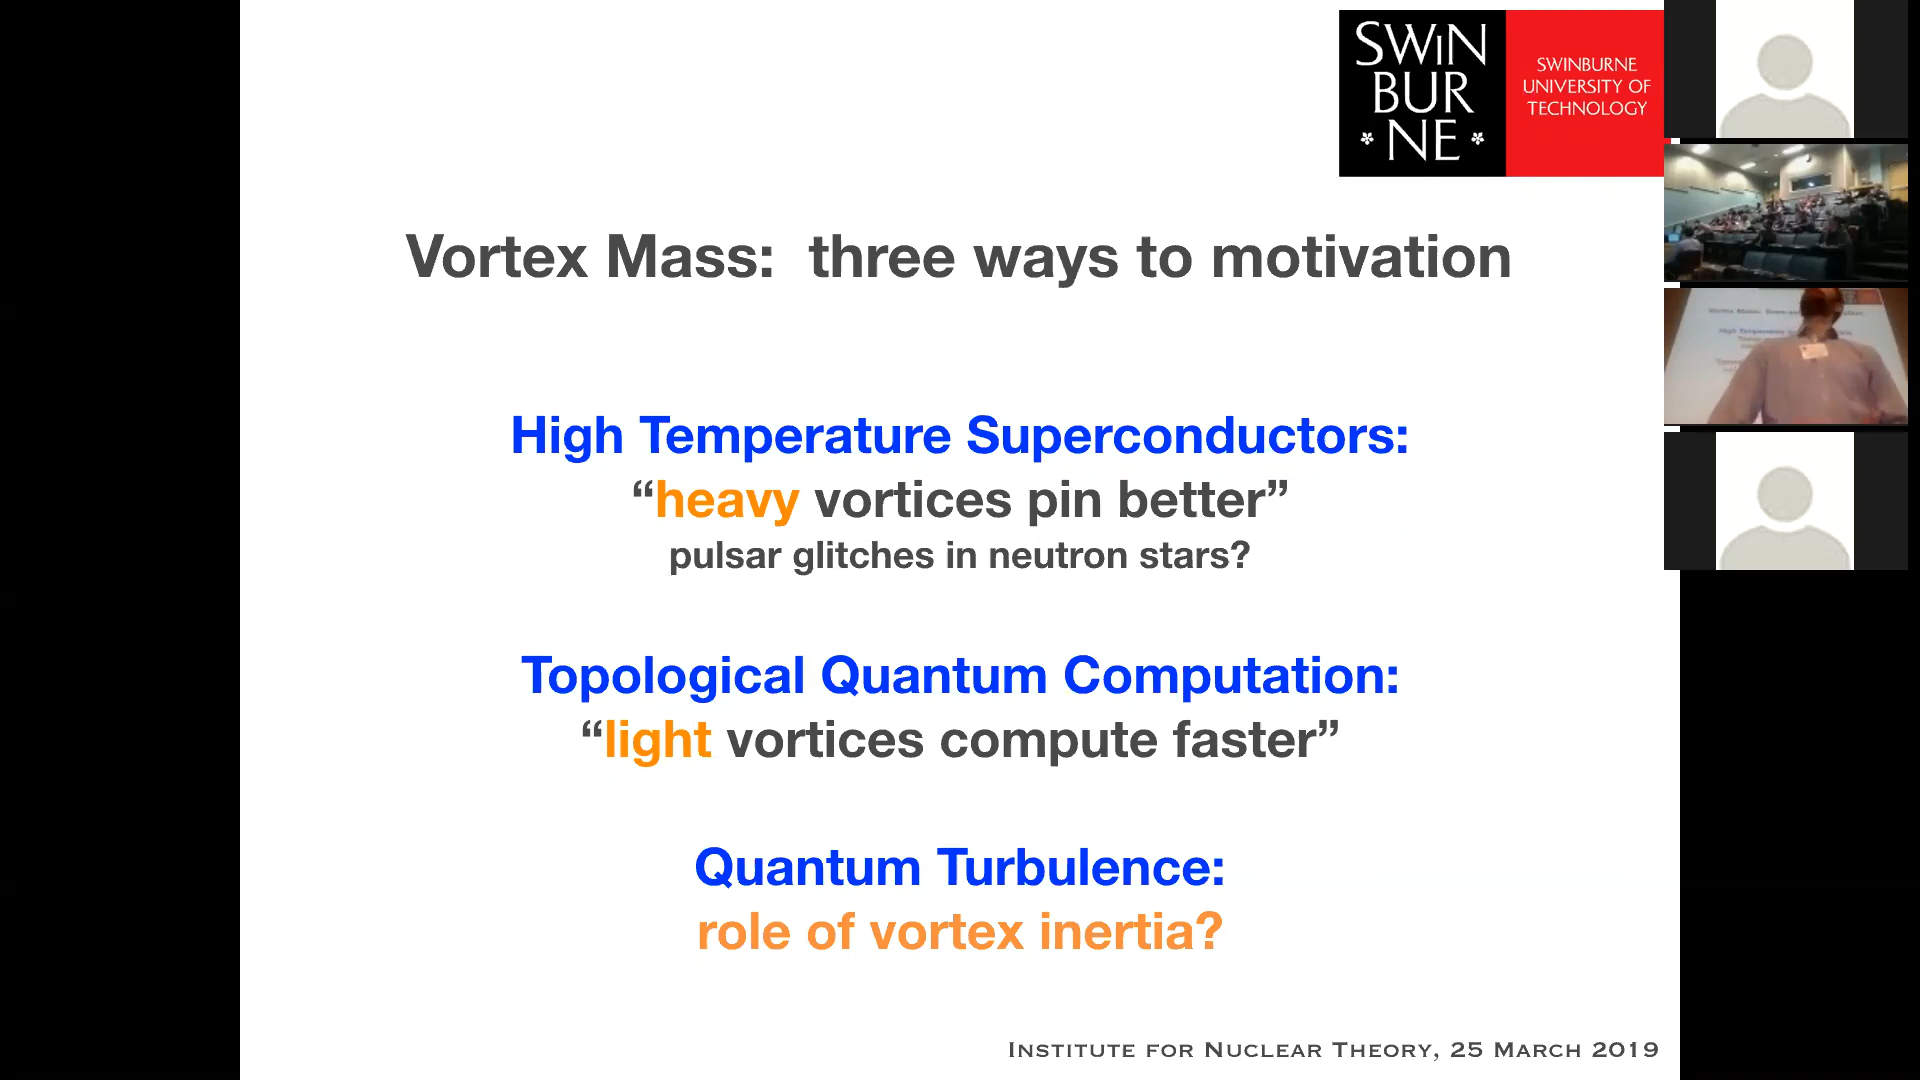 SWiN
BUR
NE
SWINBURNE
UNIVERSITY OF
TECHNOLOGY
Vortex Mass: three ways to motivation
High Temperature Superconductors:
“heavy vortices pin better”
pulsar glitches in neutron stars?
Topological Quantum Computation:
“light vortices compute faster”
Quantum Turbulence:
role of vortex inertia?
Institute for Nuclear Theory, 25 March 2019